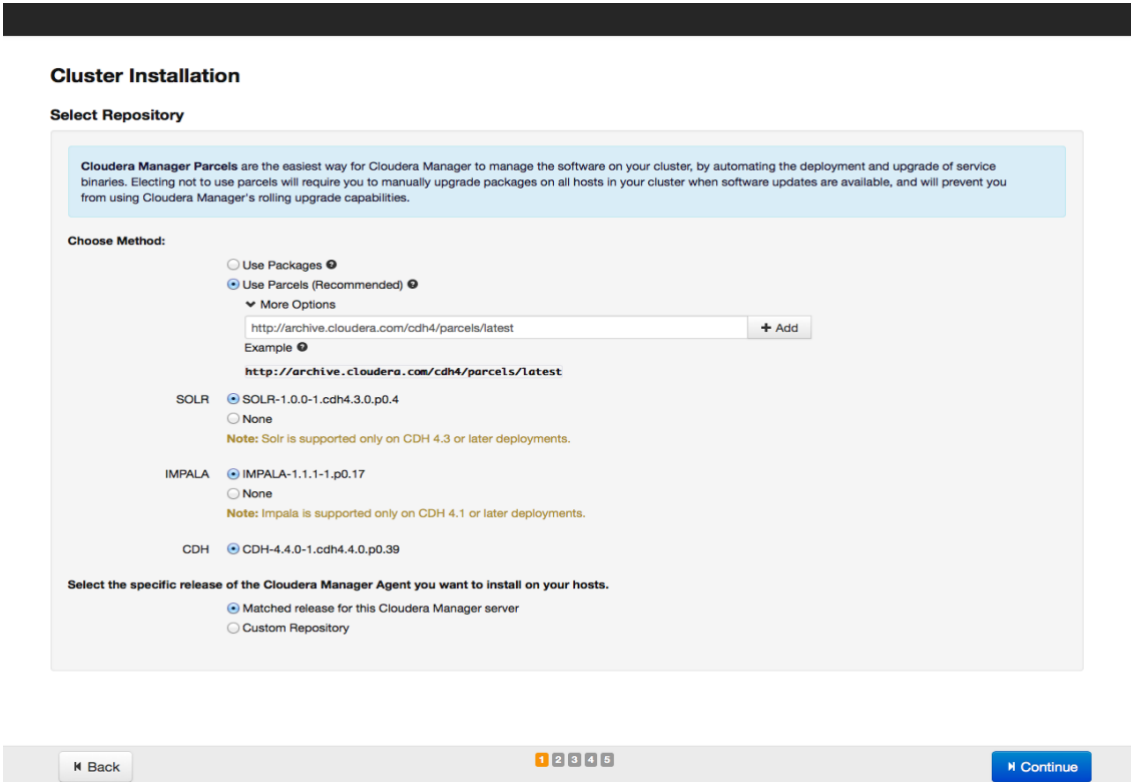 Cluster Installation
Select Repository
Cloudera Manager Parcels are the easiest way for Cloudera Manager to manage the software on your cluster, by automating the deployment and upgrade of service
binaries. Electing not to use parcels will require you to manually upgrade packages on all hosts in your cluster when software updates are available, and will prevent you
from using Cloudera Manager's rolling upgrade capabilities.
Choose Method:
Use Packages ?
Use Parcels (Recommended) ?
More Options
http://archive.cloudera.com/cdh4/parcels/latest + Add
Example ?
http://archive.cloudera.com/cdh4/parcels/latest
SOLR SOLR-1.0.0-1.cdh4.3.0.p0.4
None
Note: Solr is supported only on CDH 4.3 or later deployments.
IMPALA IMPALA-1.1.1-1.p0.17
None
Note: Impala is supported only on CDH 4.1 or later deployments.
CDH CDH-4.4.0-1.cdh4.4.0.p0.39
Select the specific release of the Cloudera Manager Agent you want to install on your hosts.
Matched release for this Cloudera Manager server
Custom Repository
Back 1 2 3 4 5 Continue